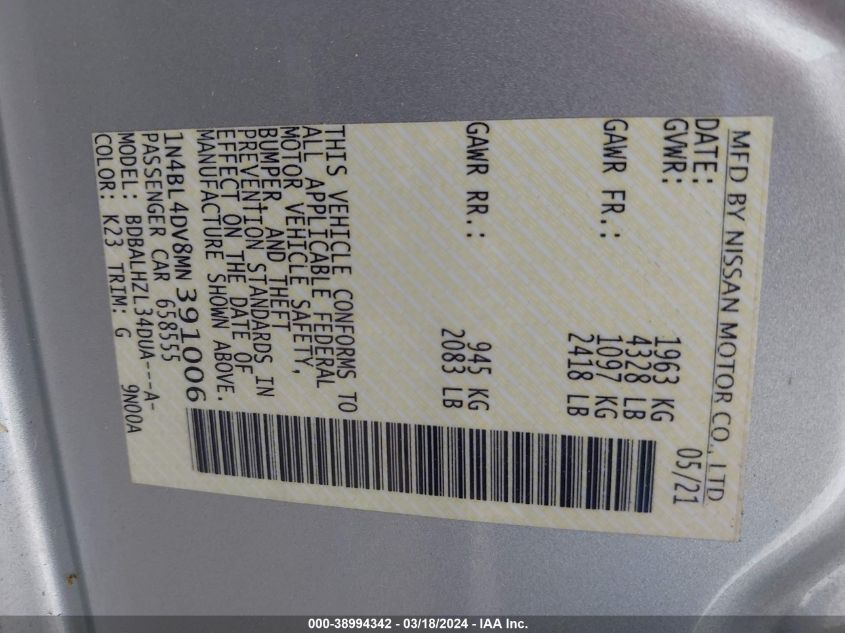 MFD BY NISSAN MOTOR CO., LTD
DATE: 05/21
GVWR: 1963 KG
4328 LB
GAWR FR.: 1097 KG
2418 LB
GAWR RR.: 945 KG
2083 LB
THIS VEHICLE CONFORMS TO
ALL APPLICABLE FEDERAL
MOTOR VEHICLE SAFETY,
BUMPER, AND THEFT
PREVENTION STANDARDS IN
EFFECT ON THE DATE OF
MANUFACTURE SHOWN ABOVE.
1N4BL4DV8MN391006
PASSENGER CAR 658555
MODEL: BDBALHZL34DUA---A-
COLOR: K23 TRIM: G 9N00A
000-38994342 - 03/18/2024 - IAA Inc.